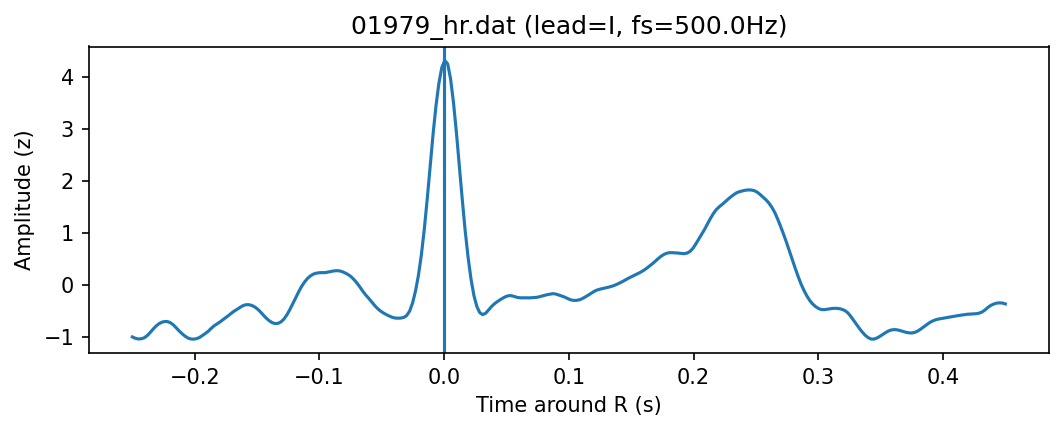 01979_hr.dat (lead=I, fs=500.0Hz)
Amplitude (z)
4
3
2
1
0
−1
−0.2 −0.1 0.0 0.1 0.2 0.3 0.4
Time around R (s)